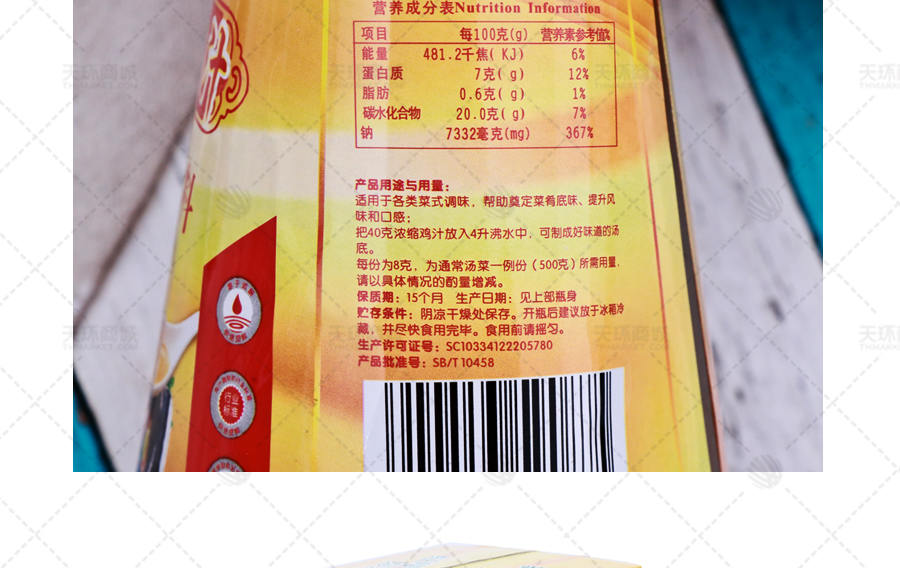 营养成分表Nutrition Information
项目 每100克(g) 营养素参考值%
能量 481.2千焦( KJ) 6%
蛋白质 7克( g) 12%
脂肪 0.6克( g) 1%
碳水化合物 20.0克( g) 7%
钠 7332毫克(mg) 367%
产品用途与用量：
适用于各类菜式调味，帮助奠定菜肴底味、提升风
味和口感；
把40克浓缩鸡汁放入4升沸水中，可制成好味道的汤
底。
每份为8克，为通常汤菜一例份（500克）所需用量，
请以具体情况的酌量增减。
保质期：15个月 生产日期：见上部瓶身
贮存条件：阴凉干燥处保存。开瓶后建议放于冰箱冷
藏，并尽快食用完毕。食用前请摇匀。
生产许可证号：SC10334122205780
产品批准号：SB/T 10458
行业
标准
天环商城
THMARKT.COM